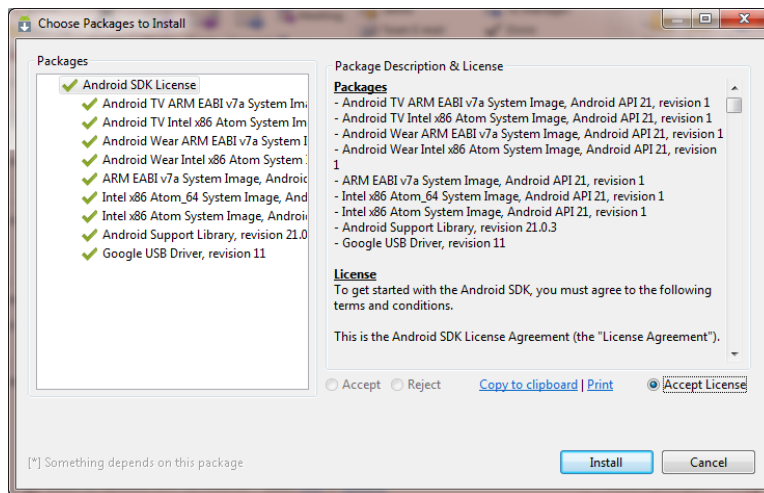 Choose Packages to Install
Packages
Android SDK License
Android TV ARM EABI v7a System Ima
Android TV Intel x86 Atom System Im
Android Wear ARM EABI v7a System I
Android Wear Intel x86 Atom System
ARM EABI v7a System Image, Android
Intel x86 Atom_64 System Image, And
Intel x86 Atom System Image, Androi
Android Support Library, revision 21.0
Google USB Driver, revision 11
Package Description & License
Packages
- Android TV ARM EABI v7a System Image, Android API 21, revision 1
- Android TV Intel x86 Atom System Image, Android API 21, revision 1
- Android Wear ARM EABI v7a System Image, Android API 21, revision 1
- Android Wear Intel x86 Atom System Image, Android API 21, revision
1
- ARM EABI v7a System Image, Android API 21, revision 1
- Intel x86 Atom_64 System Image, Android API 21, revision 1
- Intel x86 Atom System Image, Android API 21, revision 1
- Android Support Library, revision 21.0.3
- Google USB Driver, revision 11
License
To get started with the Android SDK, you must agree to the following
terms and conditions.
This is the Android SDK License Agreement (the "License Agreement").
Accept Reject Copy to clipboard | Print Accept License
[*] Something depends on this package
Install Cancel